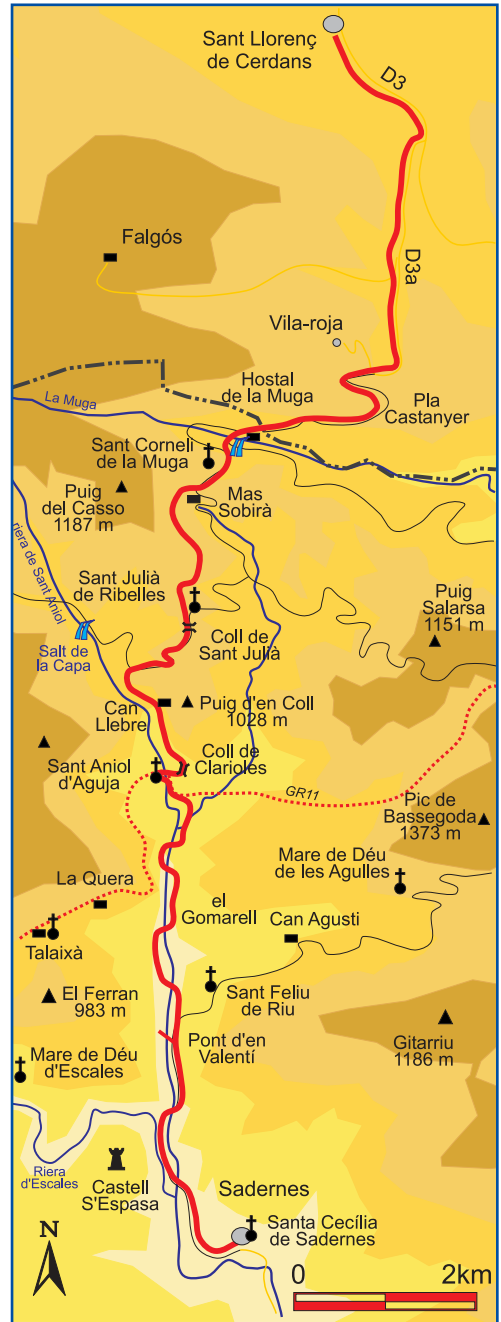 Sant Llorenç
de Cerdans
D3
D3a
Falgós
Vila-roja
Hostal
de la Muga
Pla
Castanyer
La Muga
Sant Corneli
de la Muga
Puig
del Casso
1187 m
Mas
Sobirà
riera de Sant Aniol
Sant Julià
de Ribelles
Puig
Salarsa
1151 m
Coll de
Sant Julià
Salt de
la Capa
Can
Llebre
Puig d'en Coll
1028 m
Coll de
Clarioles
Sant Aniol
d'Aguja
GR11
Pic de
Bassegoda
1373 m
Mare de Déu
de les Agulles
La Quera
el
Gomarell
Can Agusti
Talaixà
Sant Feliu
de Riu
El Ferran
983 m
Pont d'en
Valentí
Gitarriu
1186 m
Mare de Déu
d'Escales
Riera
d'Escales
Castell
S'Espasa
Sadernes
Santa Cecília
de Sadernes
N
0 2km